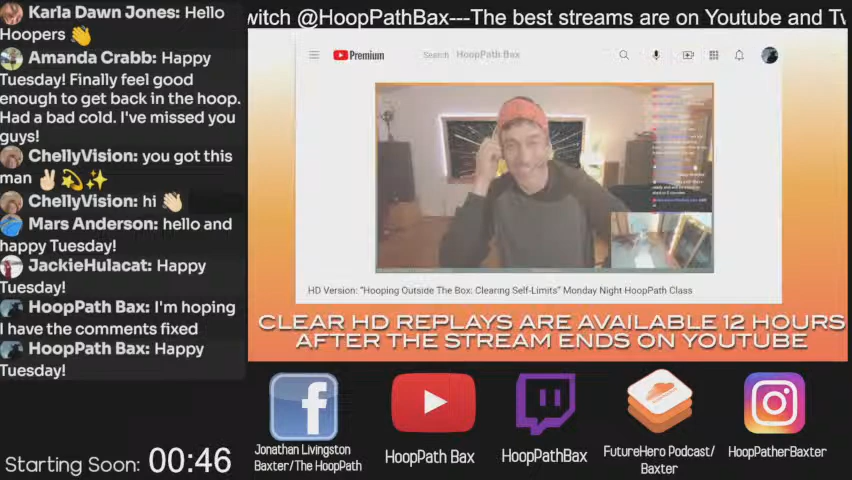 Karla Dawn Jones: Hello
Hoopers 👋
Amanda Crabb: Happy
Tuesday! Finally feel good
enough to get back in the hoop.
Had a bad cold. I've missed you
guys!
ChellyVision: you got this
man ✌🏻💫✨
ChellyVision: hi 👋🏻
Mars Anderson: hello and
happy Tuesday!
JackieHulacat: Happy
Tuesday!
HoopPath Bax: I'm hoping
I have the comments fixed
HoopPath Bax: Happy
Tuesday!
Starting Soon: 00:46
witch @HoopPathBax---The best streams are on Youtube and Tw
Premium
Search
HoopPath Bax
HD Version: "Hooping Outside The Box: Clearing Self-Limits" Monday Night HoopPath Class
CLEAR HD REPLAYS ARE AVAILABLE 12 HOURS
AFTER THE STREAM ENDS ON YOUTUBE
Jonathan Livingston
Baxter/The HoopPath
HoopPath Bax
HoopPathBax
FutureHero Podcast/
Baxter
HoopPatherBaxter